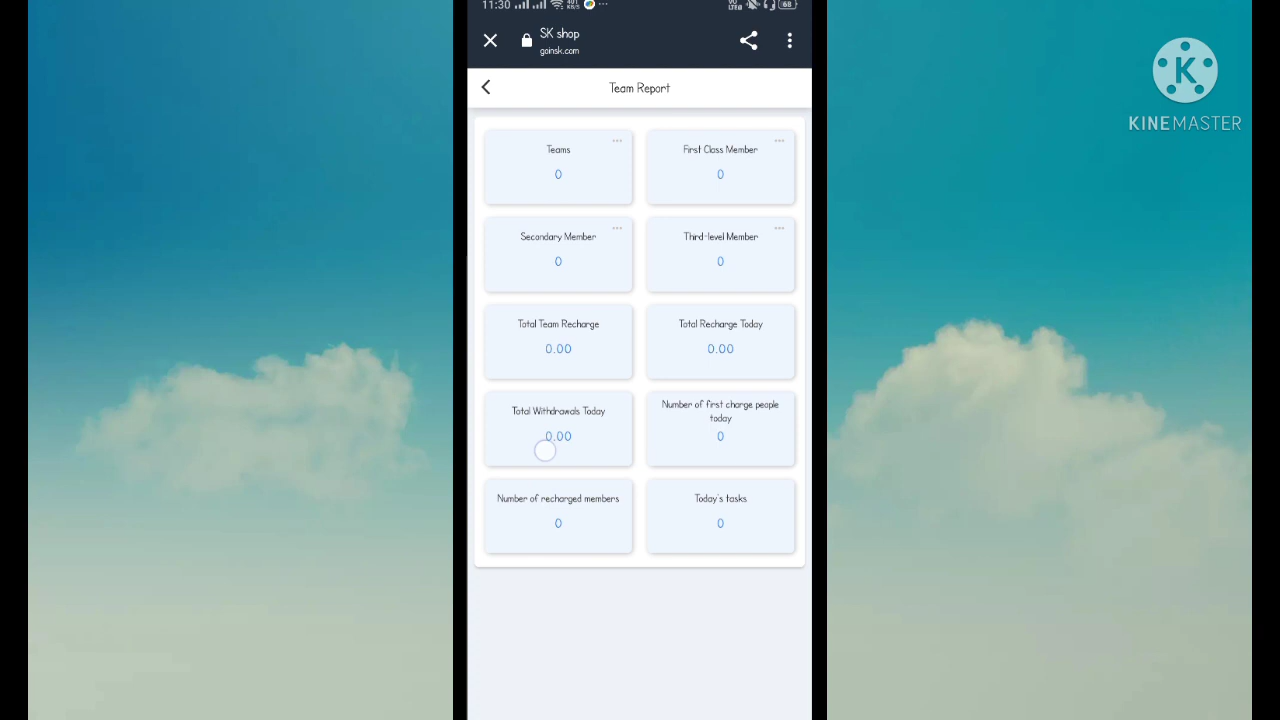 11:30
68
SK shop
goinsk.com
Team Report
Teams
0
First Class Member
0
Secondary Member
0
Third-level Member
0
Total Team Recharge
0.00
Total Recharge Today
0.00
Total Withdrawals Today
0.00
Number of first charge people
today
0
Number of recharged members
0
Today's tasks
0
K
KINEMASTER